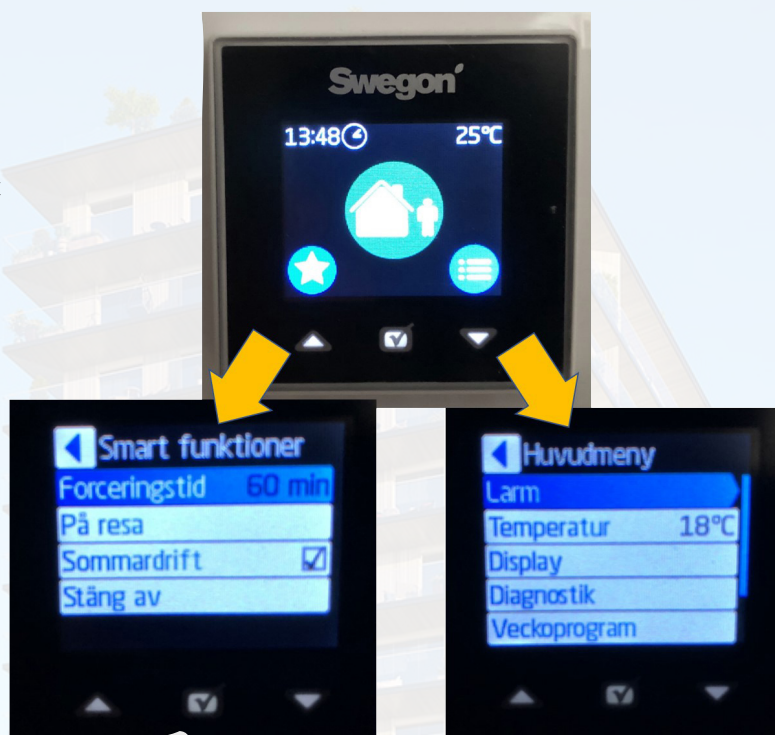 Swegon
13:48 25°C
Smart funktioner
Forceringstid 60 min
På resa
Sommardrift
Stäng av
Huvudmeny
Larm
Temperatur 18°C
Display
Diagnostik
Veckoprogram